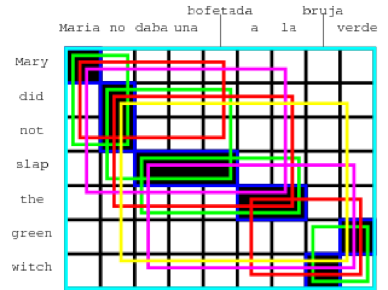 bofetada bruja
Maria no daba una a la verde
Mary
did
not
slap
the
green
witch